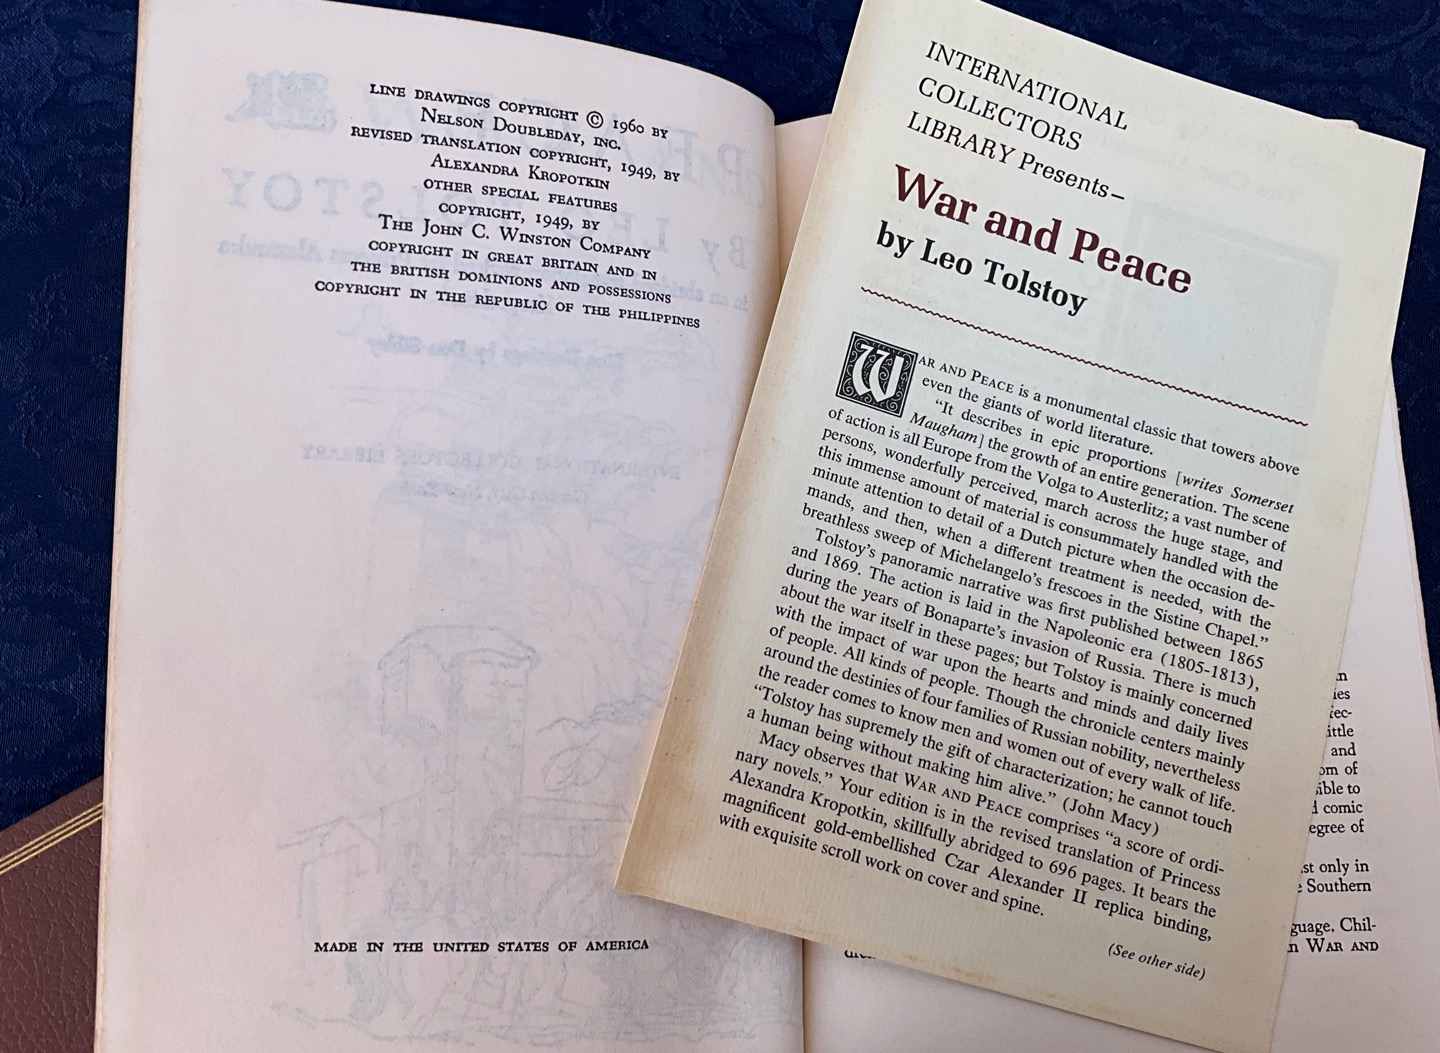 LINE DRAWINGS COPYRIGHT © 1960 BY
NELSON DOUBLEDAY, INC.
REVISED TRANSLATION COPYRIGHT, 1949, BY
ALEXANDRA KROPOTKIN
OTHER SPECIAL FEATURES
COPYRIGHT, 1949, BY
THE JOHN C. WINSTON COMPANY
COPYRIGHT IN GREAT BRITAIN AND IN
THE BRITISH DOMINIONS AND POSSESSIONS
COPYRIGHT IN THE REPUBLIC OF THE PHILIPPINES
MADE IN THE UNITED STATES OF AMERICA
INTERNATIONAL
COLLECTORS
LIBRARY Presents–
War and Peace
by Leo Tolstoy
WAR AND PEACE is a monumental classic that towers above
even the giants of world literature.
“It describes in epic proportions [writes Somerset
Maugham] the growth of an entire generation. The scene
of action is all Europe from the Volga to Austerlitz; a vast number of
persons, wonderfully perceived, march across the huge stage, and
this immense amount of material is consummately handled with the
minute attention to detail of a Dutch picture when the occasion de-
mands, and then, when a different treatment is needed, with the
breathless sweep of Michelangelo’s frescoes in the Sistine Chapel.”
Tolstoy’s panoramic narrative was first published between 1865
and 1869. The action is laid in the Napoleonic era (1805-1813),
during the years of Bonaparte’s invasion of Russia. There is much
about the war itself in these pages; but Tolstoy is mainly concerned
with the impact of war upon the hearts and minds and daily lives
of people. All kinds of people. Though the chronicle centers mainly
around the destinies of four families of Russian nobility, nevertheless
the reader comes to know men and women out of every walk of life.
“Tolstoy has supremely the gift of characterization; he cannot touch
a human being without making him alive.” (John Macy)
Macy observes that WAR AND PEACE comprises “a score of ordi-
nary novels.” Your edition is in the revised translation of Princess
Alexandra Kropotkin, skillfully abridged to 696 pages. It bears the
magnificent gold-embellished Czar Alexander II replica binding,
with exquisite scroll work on cover and spine.
(See other side)
and
of
to
comic
egree of
only in
Southern
guage. Chil-
WAR AND